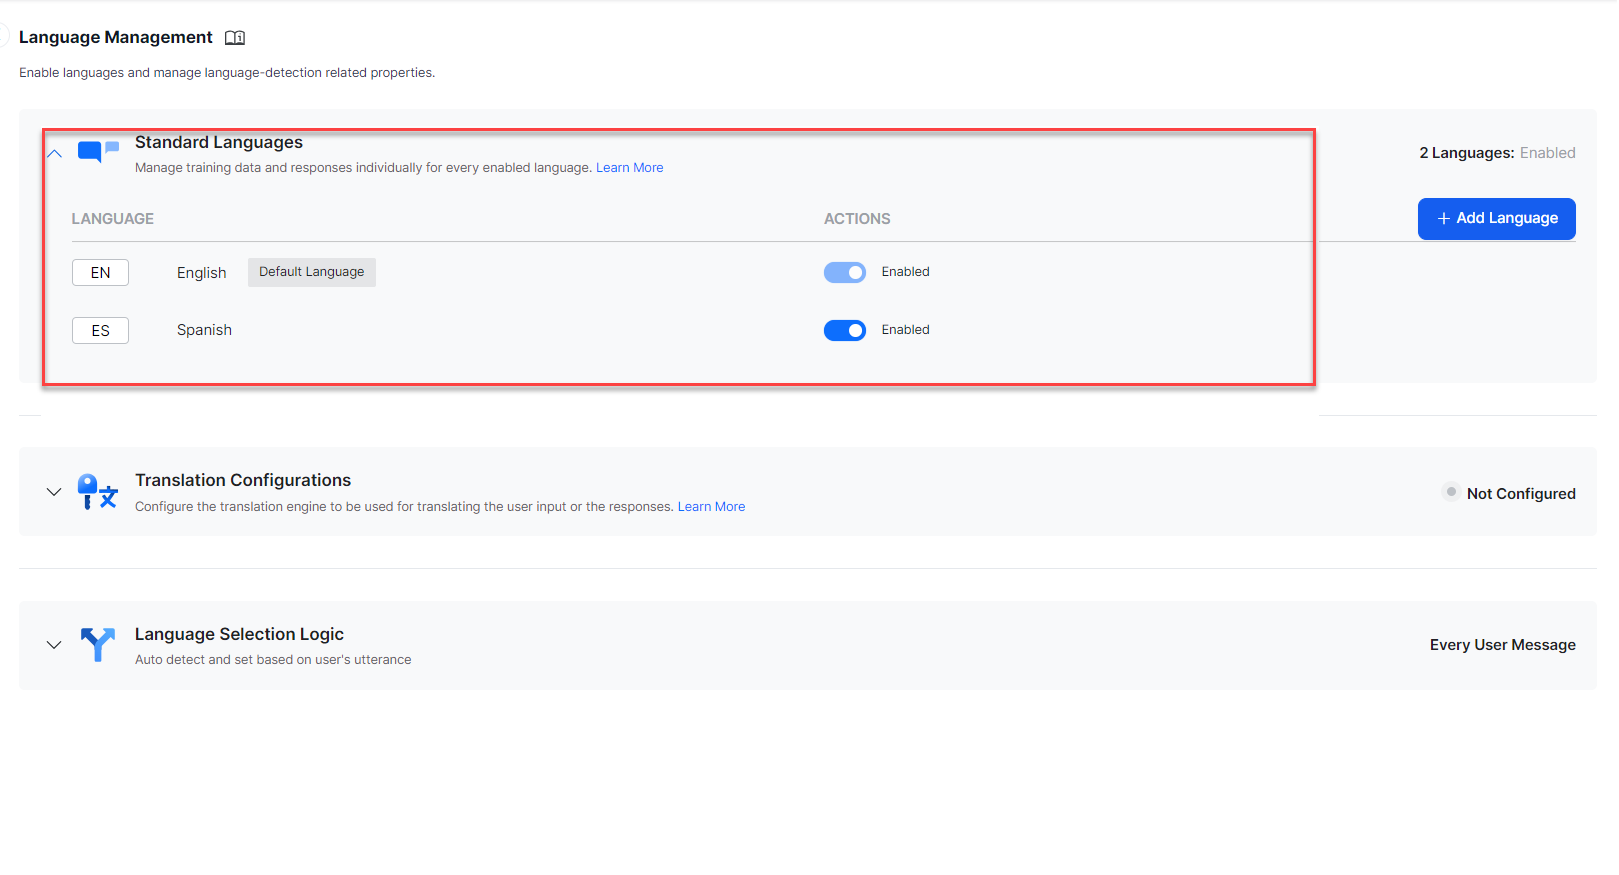 Language Management
Enable languages and manage language-detection related properties.
Standard Languages
Manage training data and responses individually for every enabled language. Learn More
2 Languages: Enabled
LANGUAGE
ACTIONS
+ Add Language
EN English Default Language Enabled
ES Spanish Enabled
Translation Configurations
Configure the translation engine to be used for translating the user input or the responses. Learn More
Not Configured
Language Selection Logic
Auto detect and set based on user's utterance
Every User Message